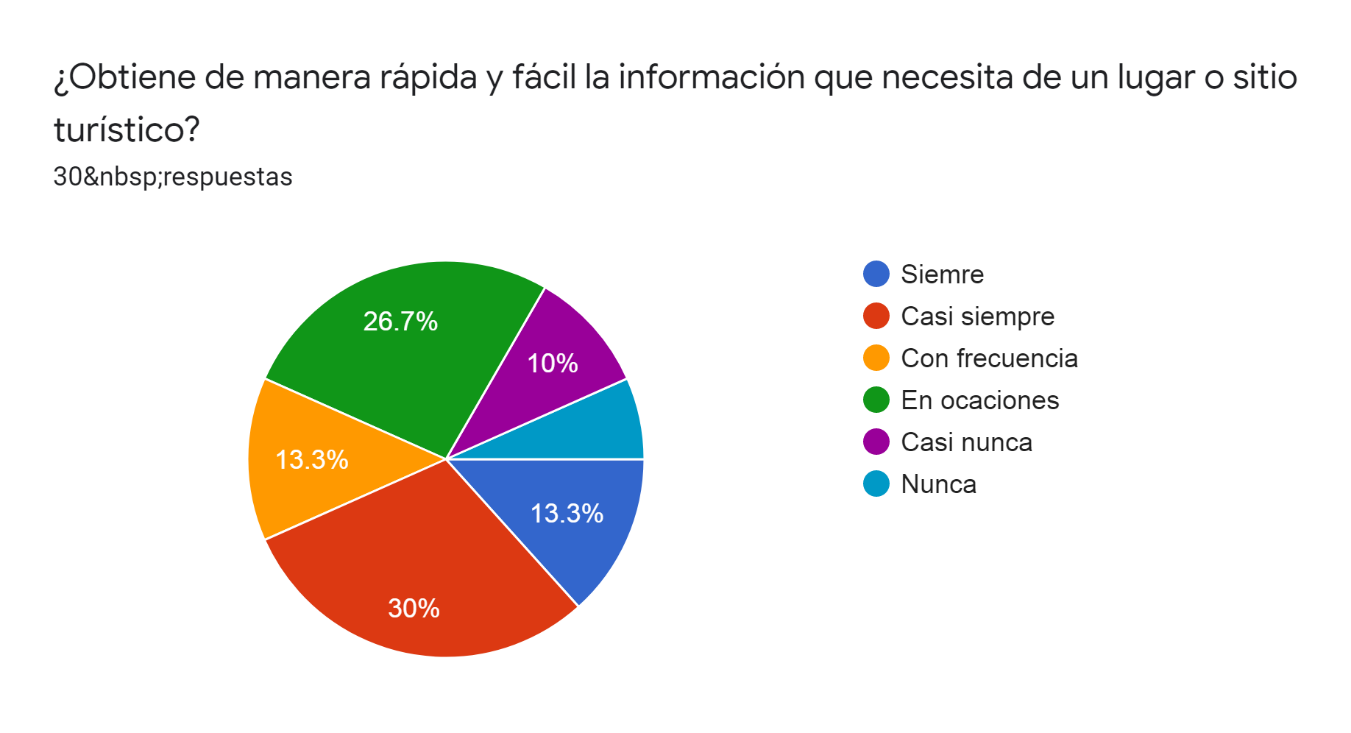 ¿Obtiene de manera rápida y fácil la información que necesita de un lugar o sitio
turístico?
30&nbsp;respuestas
26.7%
10%
13.3%
13.3%
30%
Siemre
Casi siempre
Con frecuencia
En ocaciones
Casi nunca
Nunca